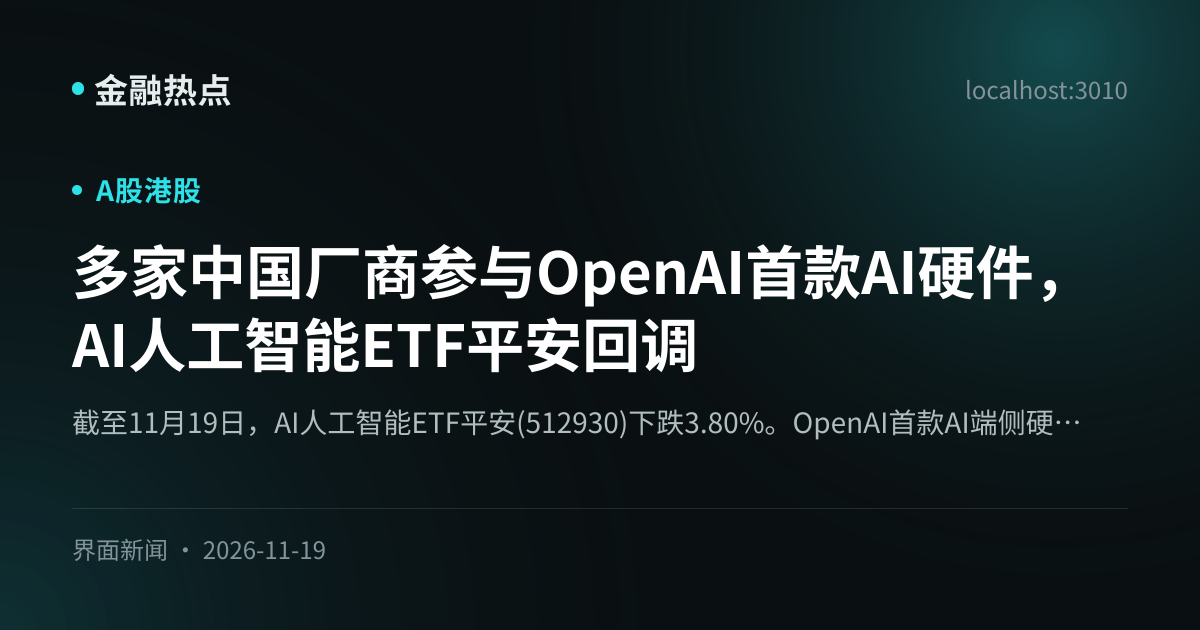 金融热点
localhost:3010
A股港股
多家中国厂商参与OpenAI首款AI硬件，
AI人工智能ETF平安回调
截至11月19日，AI人工智能ETF平安(512930)下跌3.80%。OpenAI首款AI端侧硬…
界面新闻 • 2026-11-19